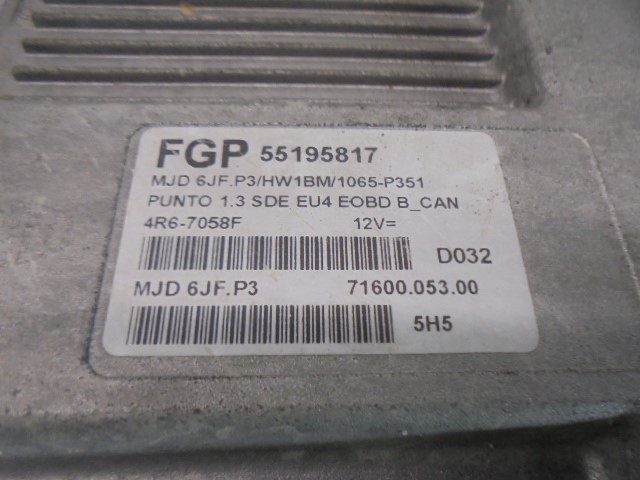 FGP 55195817
MJD 6JF.P3/HW1BM/1065-P351
PUNTO 1.3 SDE EU4 EOBD B_CAN
4R6-7058F 12V=
D032
MJD 6JF.P3 71600.053.00
5H5